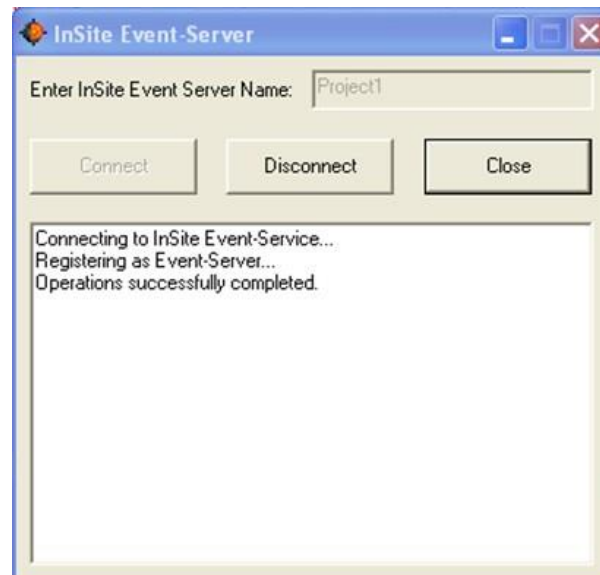 InSite Event-Server
Enter InSite Event Server Name: Project1
Connect Disconnect Close
Connecting to InSite Event-Service...
Registering as Event-Server...
Operations successfully completed.